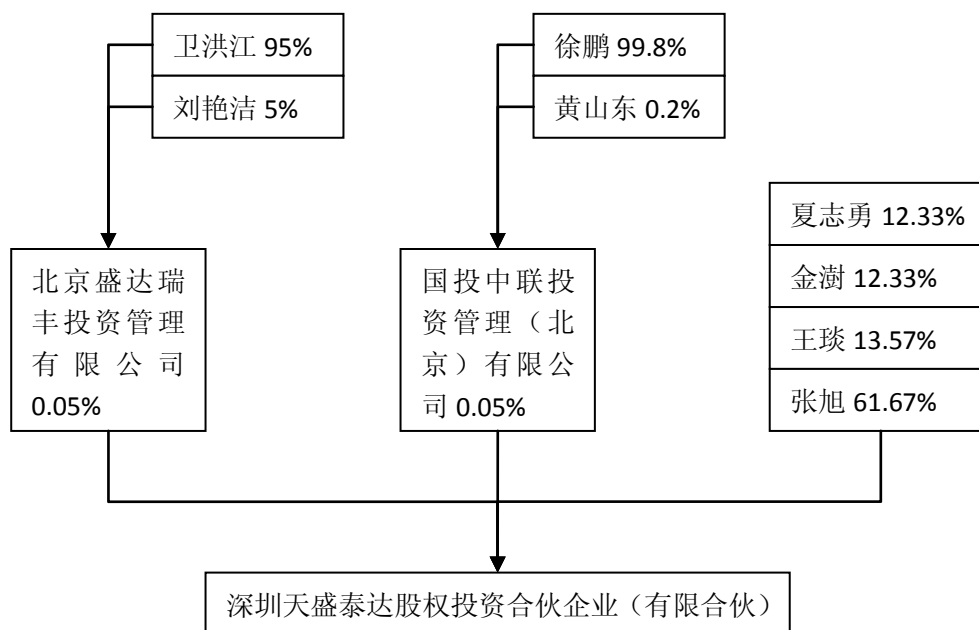 卫洪江 95%
刘艳洁 5%
徐鹏 99.8%
黄山东 0.2%
夏志勇 12.33%
金澍 12.33%
王琰 13.57%
张旭 61.67%
北京盛达瑞
丰投资管理
有限公司
0.05%
国投中联投
资管理（北
京）有限公
司 0.05%
深圳天盛泰达股权投资合伙企业（有限合伙）